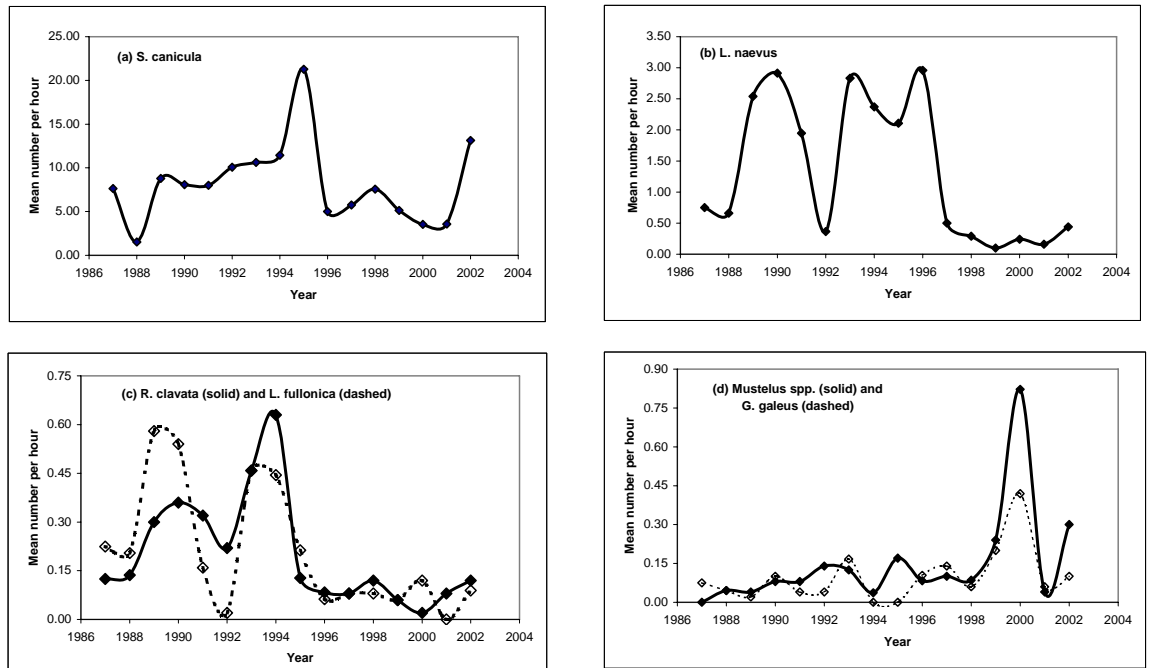 (a) S. canicula
Mean number per hour
25.00
20.00
15.00
10.00
5.00
0.00
1986 1988 1990 1992 1994 1996 1998 2000 2002 2004
Year
(b) L. naevus
Mean number per hour
3.50
3.00
2.50
2.00
1.50
1.00
0.50
0.00
1986 1988 1990 1992 1994 1996 1998 2000 2002 2004
Year
(c) R. clavata (solid) and L. fullonica (dashed)
Mean number per hour
0.75
0.60
0.45
0.30
0.15
0.00
1986 1988 1990 1992 1994 1996 1998 2000 2002 2004
Year
(d) Mustelus spp. (solid) and
G. galeus (dashed)
Mean number per hour
0.90
0.75
0.60
0.45
0.30
0.15
0.00
1986 1988 1990 1992 1994 1996 1998 2000 2002 2004
Year